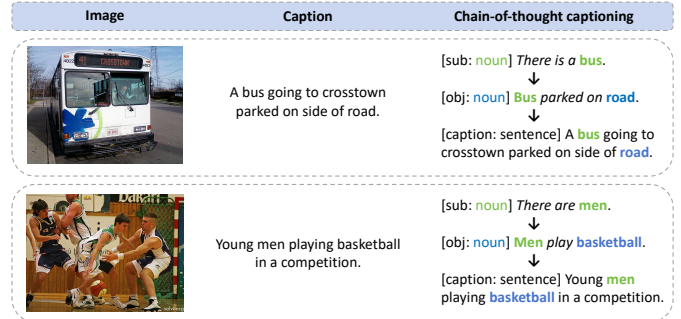 Image Caption Chain-of-thought captioning
41 CROSSTOWN
A bus going to crosstown
parked on side of road.
[sub: noun] There is a bus.
[obj: noun] Bus parked on road.
[caption: sentence] A bus going to
crosstown parked on side of road.
Dakari
Young men playing basketball
in a competition.
[sub: noun] There are men.
[obj: noun] Men play basketball.
[caption: sentence] Young men
playing basketball in a competition.